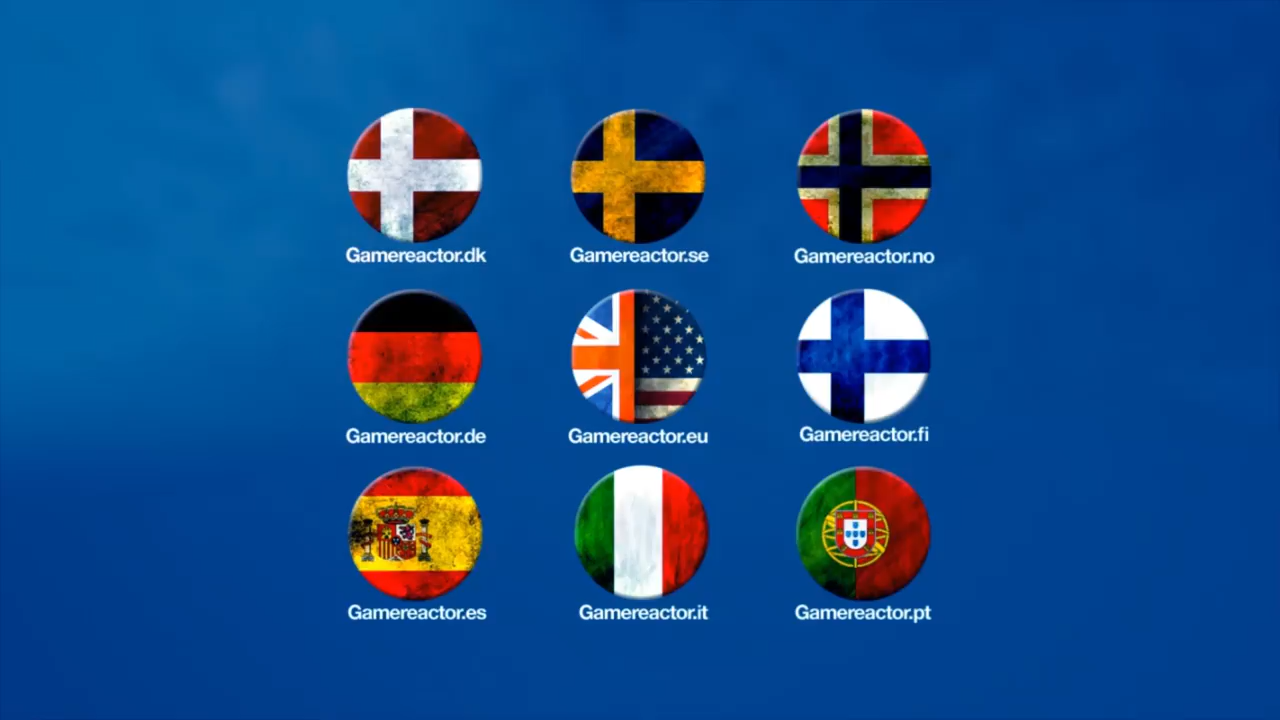 Gamereactor.dk
Gamereactor.se
Gamereactor.no
Gamereactor.de
Gamereactor.eu
Gamereactor.fi
Gamereactor.es
Gamereactor.it
Gamereactor.pt